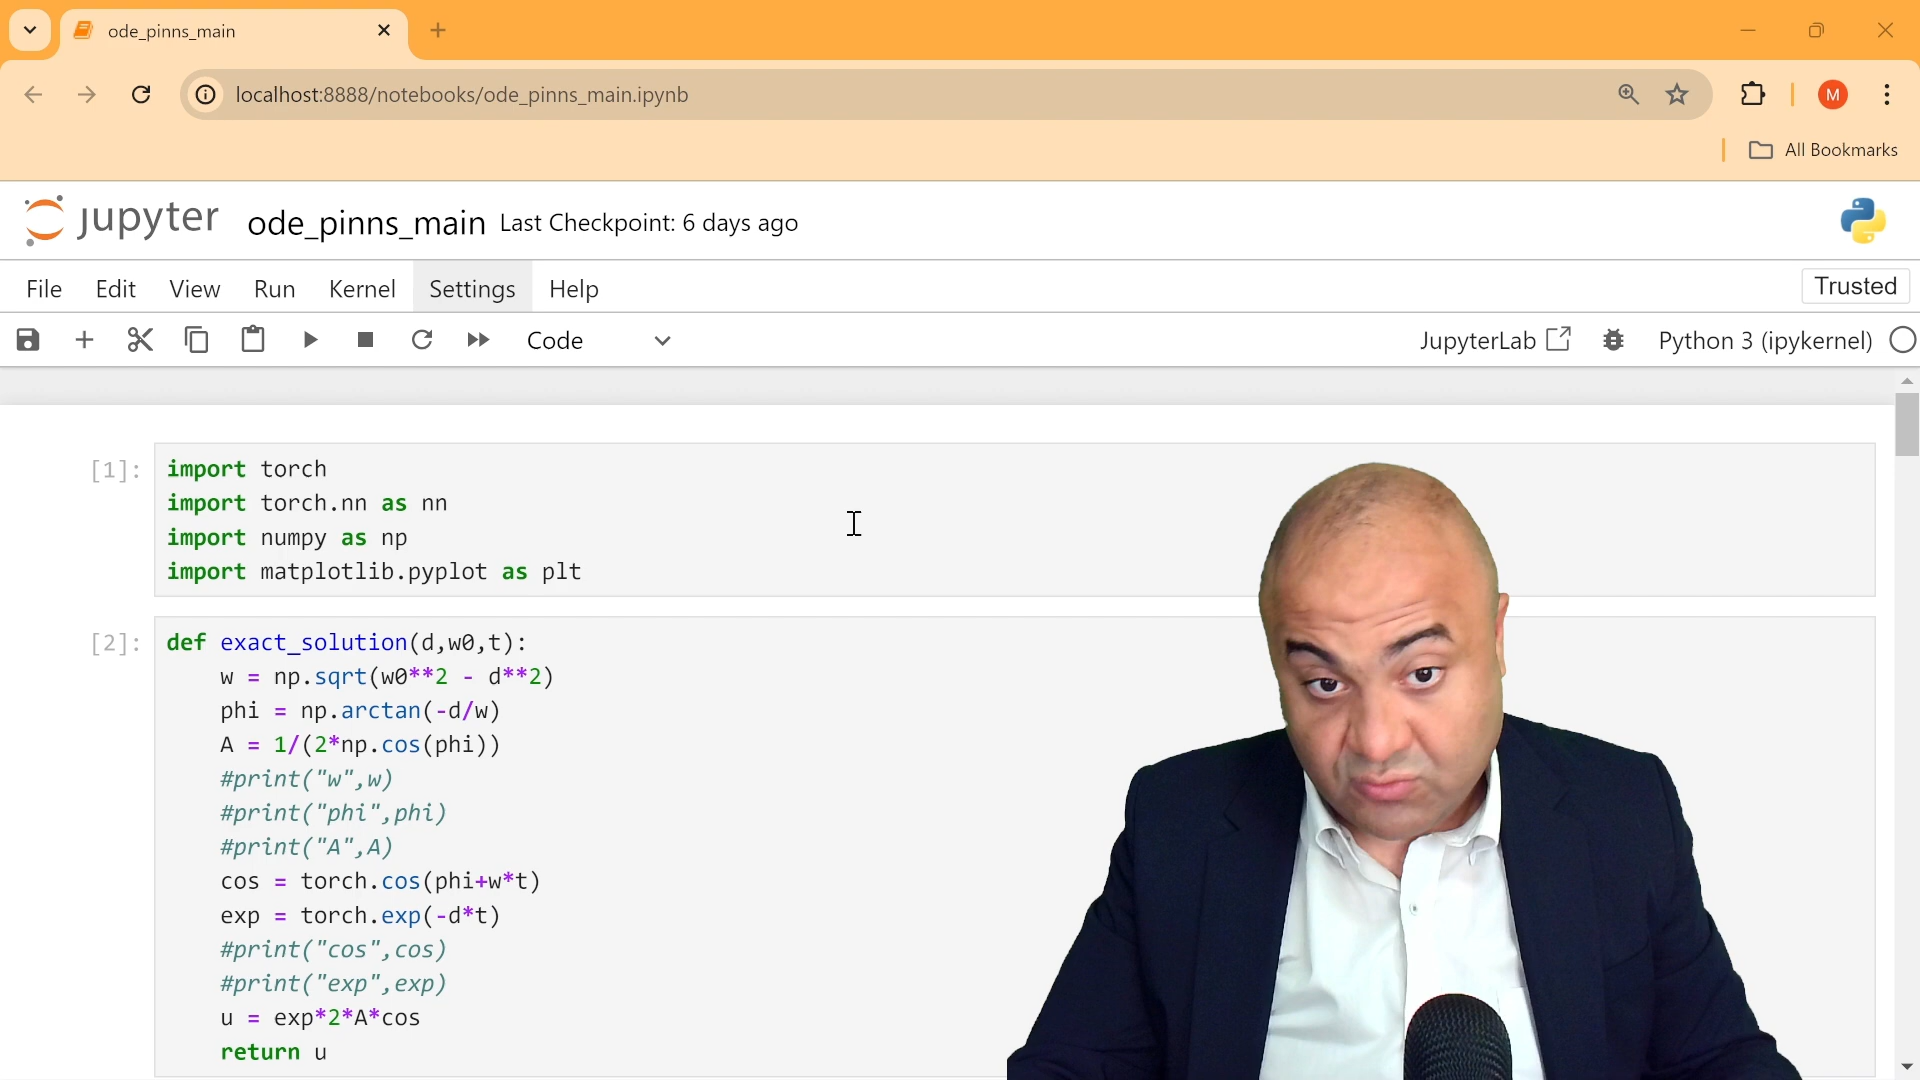 ode_pinns_main
localhost:8888/notebooks/ode_pinns_main.ipynb
M
All Bookmarks
jupyter ode_pinns_main Last Checkpoint: 6 days ago
File Edit View Run Kernel Settings Help Trusted
Code JupyterLab Python 3 (ipykernel)
[1]: import torch
import torch.nn as nn
import numpy as np
import matplotlib.pyplot as plt
[2]: def exact_solution(d,w0,t):
w = np.sqrt(w0**2 - d**2)
phi = np.arctan(-d/w)
A = 1/(2*np.cos(phi))
#print("w",w)
#print("phi",phi)
#print("A",A)
cos = torch.cos(phi+w*t)
exp = torch.exp(-d*t)
#print("cos",cos)
#print("exp",exp)
u = exp*2*A*cos
return u